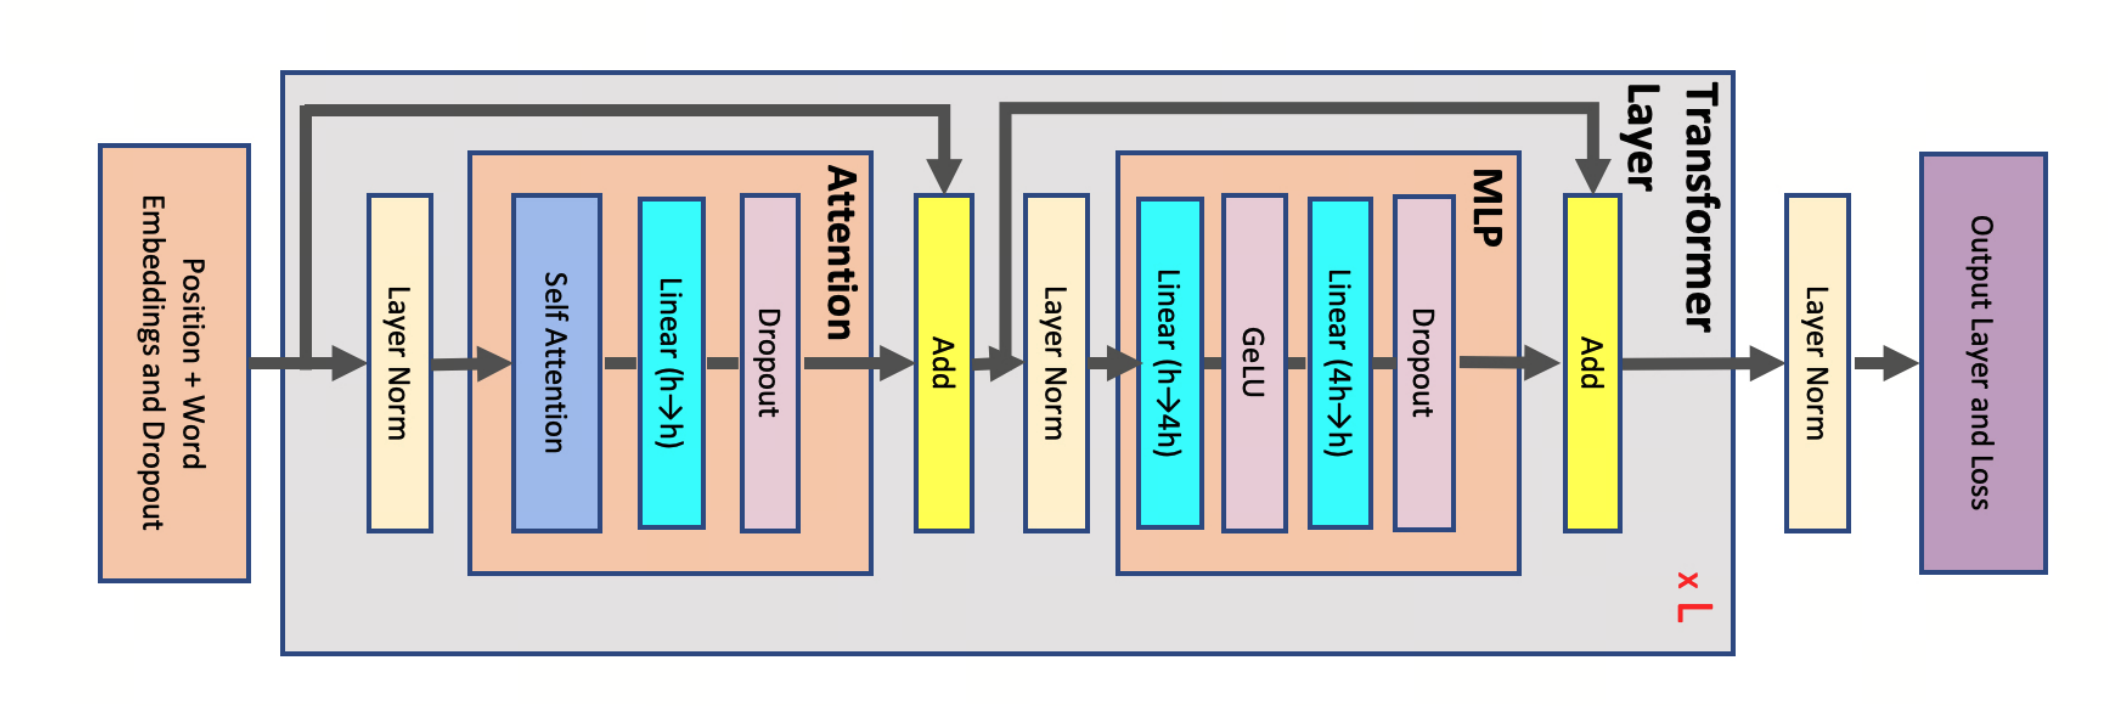 Position + Word
Embeddings and Dropout
Layer Norm
Attention
Self Attention
Linear (h→h)
Dropout
Add
Layer Norm
MLP
Linear (h→4h)
GeLU
Linear (4h→h)
Dropout
Add
Transformer
Layer
x L
Layer Norm
Output Layer and Loss